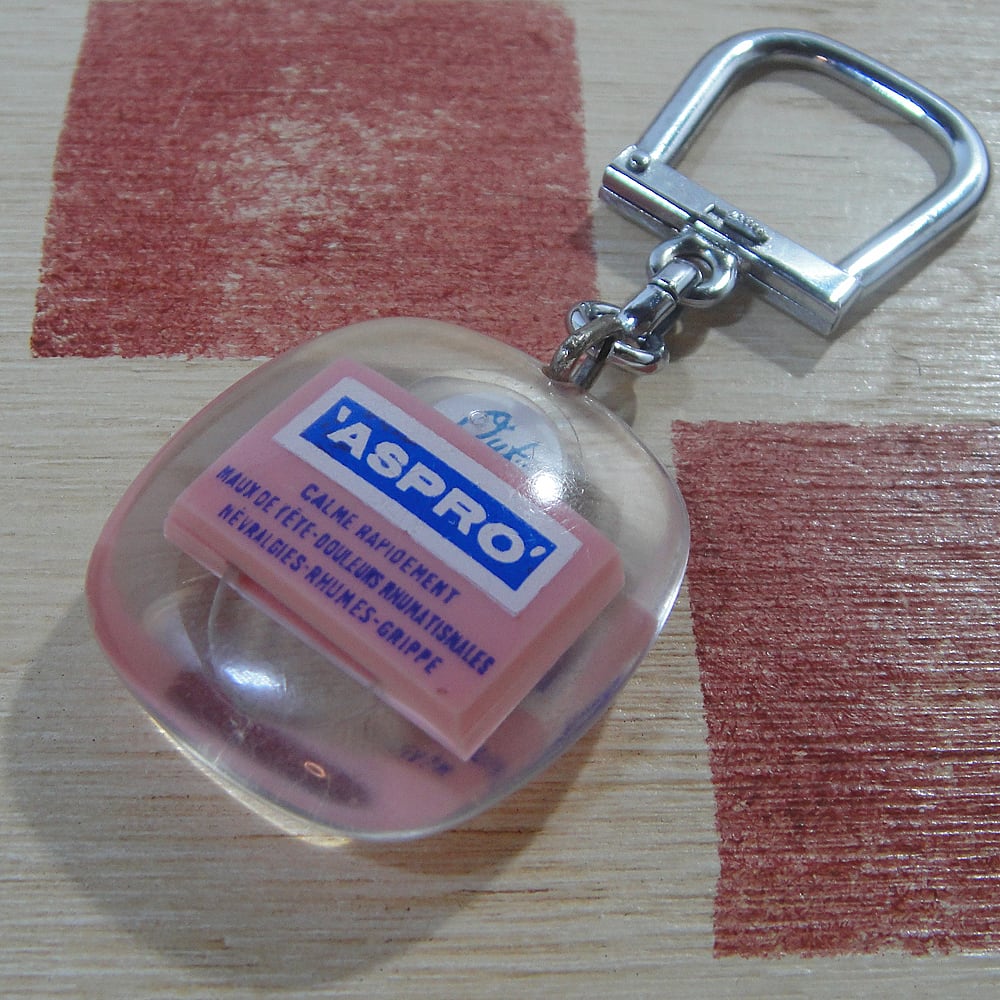 'ASPRO'
CALME RAPIDEMENT
MAUX DE TÊTE-DOULEURS RHUMATISMALES
NÉVRALGIES-RHUMES-GRIPPE